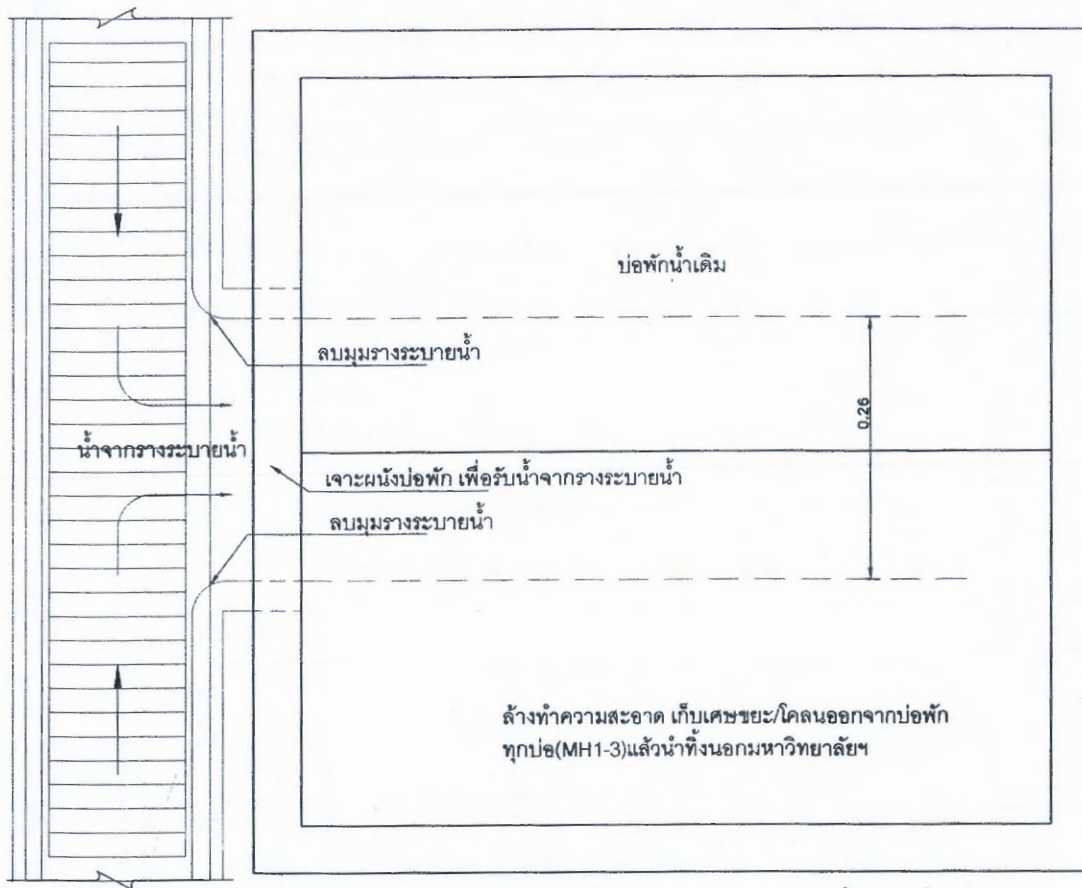 บ่อพักน้ำเดิม
ลบมุมรางระบายน้ำ
0.26
น้ำจากรางระบายน้ำ
เจาะผนังบ่อพัก เพื่อรับน้ำจากรางระบายน้ำ
ลบมุมรางระบายน้ำ
ล้างทำความสะอาด เก็บเศษขยะ/โคลนออกจากบ่อพัก
ทุกบ่อ(MH1-3)แล้วนำทิ้งนอกมหาวิทยาลัยฯ